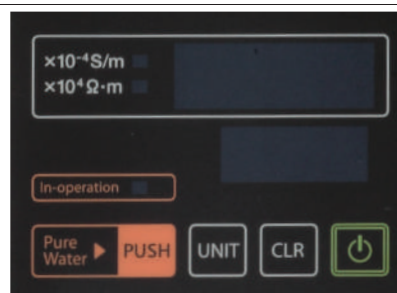 ×10⁻⁴S/m
×10⁴Ω·m
In-operation
Pure
Water
PUSH
UNIT
CLR